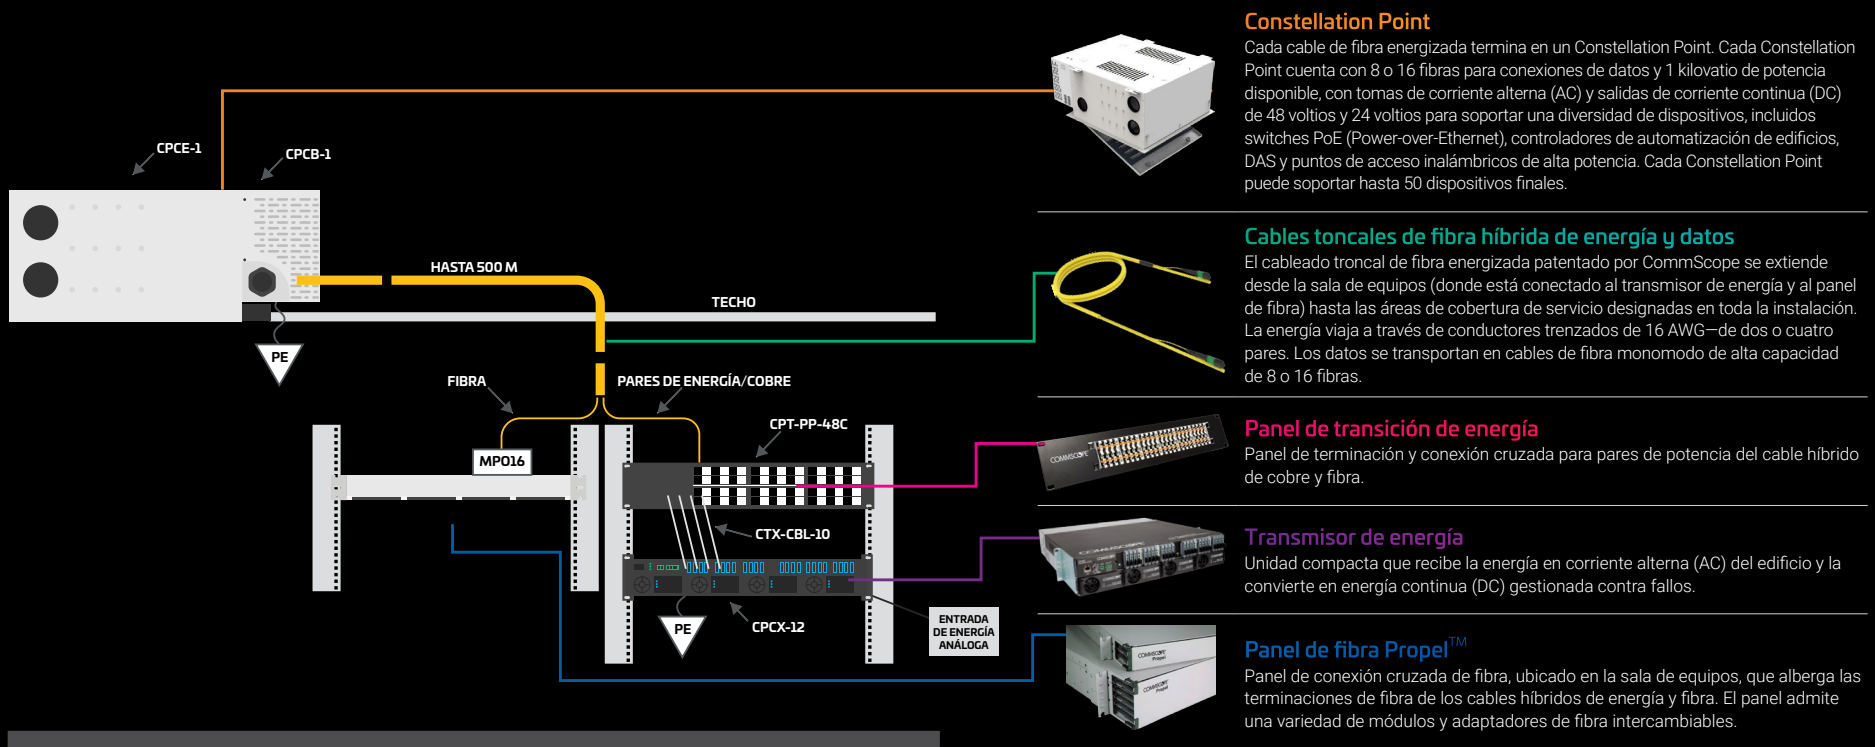 Constellation Point
Cada cable de fibra energizada termina en un Constellation Point. Cada Constellation
Point cuenta con 8 o 16 fibras para conexiones de datos y 1 kilovatio de potencia
disponible, con tomas de corriente alterna (AC) y salidas de corriente continua (DC)
de 48 voltios y 24 voltios para soportar una diversidad de dispositivos, incluidos
switches PoE (Power-over-Ethernet), controladores de automatización de edificios,
DAS y puntos de acceso inalámbricos de alta potencia. Cada Constellation Point
puede soportar hasta 50 dispositivos finales.
CPCE-1
CPCB-1
HASTA 500 M
TECHO
PE
Cables toncales de fibra híbrida de energía y datos
El cableado troncal de fibra energizada patentado por CommScope se extiende
desde la sala de equipos (donde está conectado al transmisor de energía y al panel
de fibra) hasta las áreas de cobertura de servicio designadas en toda la instalación.
La energía viaja a través de conductores trenzados de 16 AWG—de dos o cuatro
pares. Los datos se transportan en cables de fibra monomodo de alta capacidad
de 8 o 16 fibras.
FIBRA
PARES DE ENERGÍA/COBRE
CPT-PP-48C
MPO16
COMMSCOPE
Panel de transición de energía
Panel de terminación y conexión cruzada para pares de potencia del cable híbrido
de cobre y fibra.
CTX-CBL-10
COMMSCOPE
Transmisor de energía
Unidad compacta que recibe la energía en corriente alterna (AC) del edificio y la
convierte en energía continua (DC) gestionada contra fallos.
PE
CPCX-12
ENTRADA
DE ENERGÍA
ANÁLOGA
COMMSCOPE
Propel
COMMSCOPE
Propel
Panel de fibra Propel™
Panel de conexión cruzada de fibra, ubicado en la sala de equipos, que alberga las
terminaciones de fibra de los cables híbridos de energía y fibra. El panel admite
una variedad de módulos y adaptadores de fibra intercambiables.